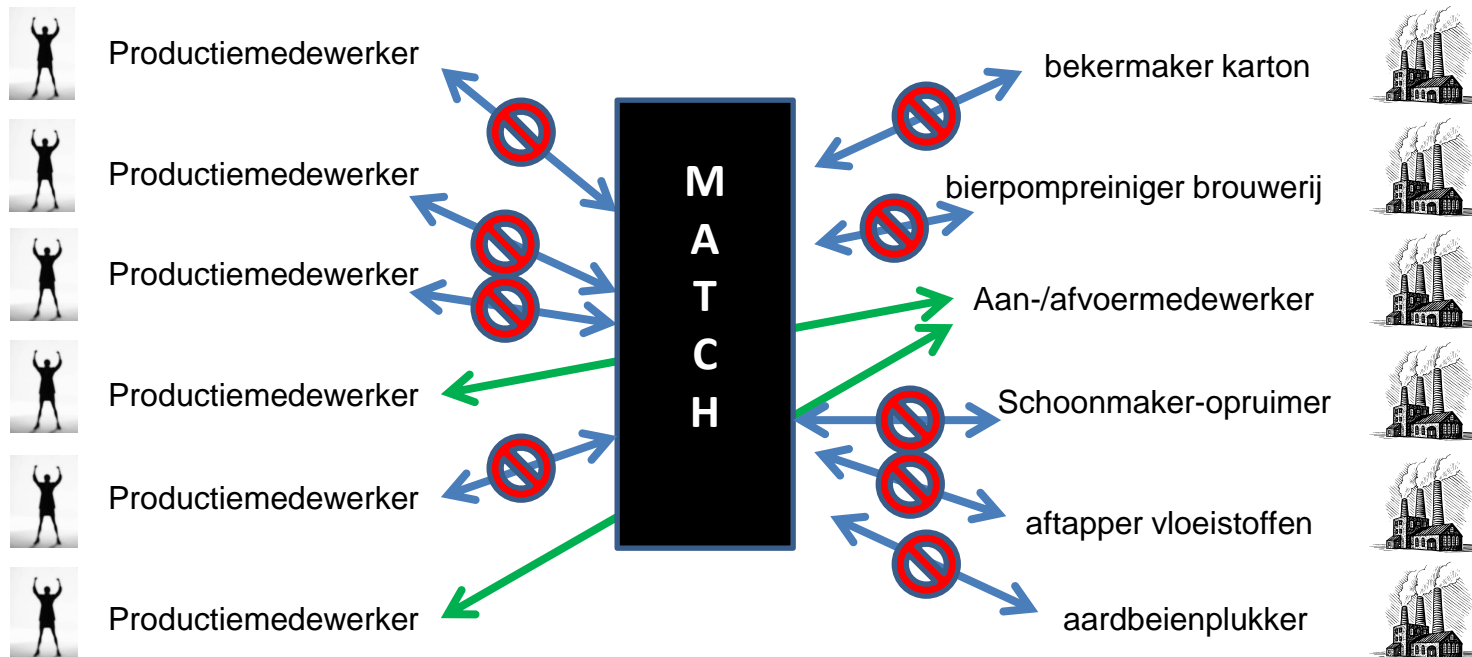 Productiemedewerker
Productiemedewerker
Productiemedewerker
Productiemedewerker
Productiemedewerker
Productiemedewerker
M
A
T
C
H
bekermaker karton
bierpompreiniger brouwerij
Aan-/afvoermedewerker
Schoonmaker-opruimer
aftapper vloeistoffen
aardbeienplukker